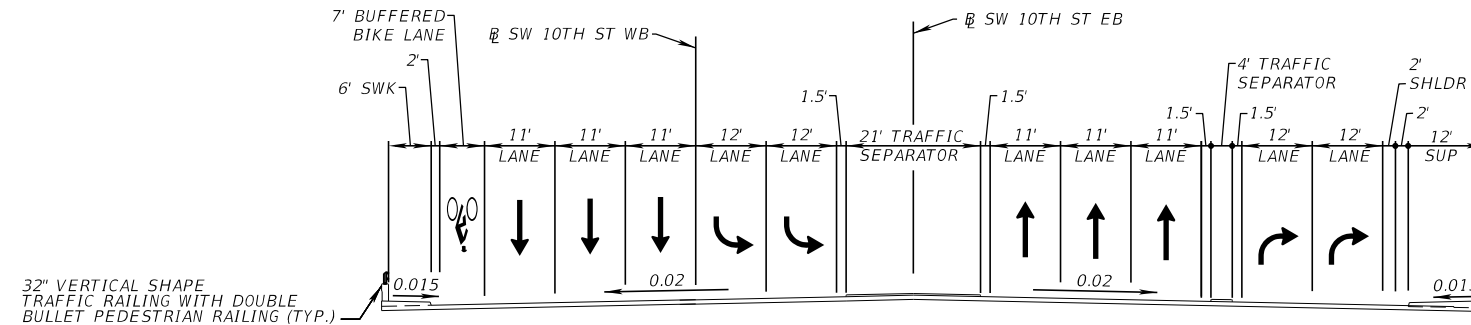 7' BUFFERED
BIKE LANE
2'
6' SWK
℄ SW 10TH ST WB
℄ SW 10TH ST EB
1.5'
1.5'
4' TRAFFIC
SEPARATOR
1.5'
1.5'
2'
SHLDR
2'
11'
LANE
11'
LANE
11'
LANE
12'
LANE
12'
LANE
21' TRAFFIC
SEPARATOR
11'
LANE
11'
LANE
11'
LANE
12'
LANE
12'
LANE
12'
SUP
0.015
0.02
0.02
0.015
32" VERTICAL SHAPE
TRAFFIC RAILING WITH DOUBLE
BULLET PEDESTRIAN RAILING (TYP.)